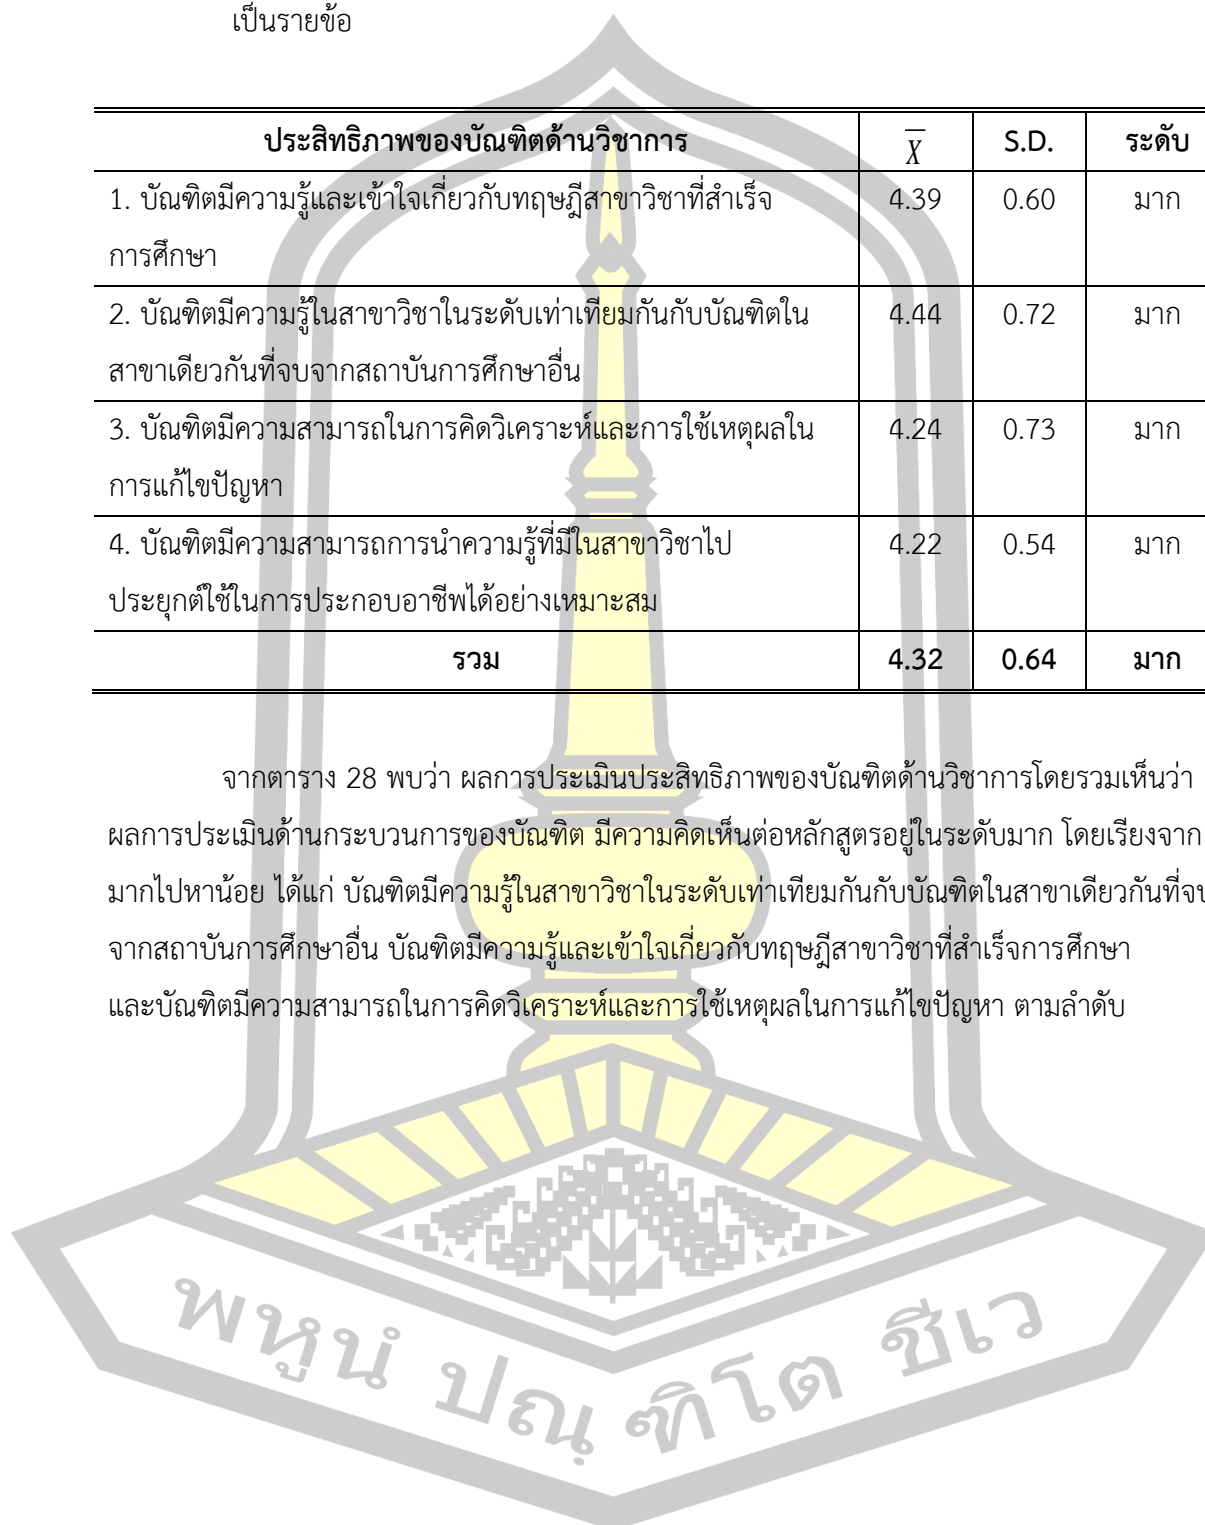 เป็นรายข้อ
ประสิทธิภาพของบัณฑิตด้านวิชาการ X̄ S.D. ระดับ
1. บัณฑิตมีความรู้และเข้าใจเกี่ยวกับทฤษฎีสาขาวิชาที่สำเร็จ 4.39 0.60 มาก
การศึกษา
2. บัณฑิตมีความรู้ในสาขาวิชาในระดับเท่าเทียมกันกับบัณฑิตใน 4.44 0.72 มาก
สาขาเดียวกันที่จบจากสถาบันการศึกษาอื่น
3. บัณฑิตมีความสามารถในการคิดวิเคราะห์และการใช้เหตุผลใน 4.24 0.73 มาก
การแก้ไขปัญหา
4. บัณฑิตมีความสามารถการนำความรู้ที่มีในสาขาวิชาไป 4.22 0.54 มาก
ประยุกต์ใช้ในการประกอบอาชีพได้อย่างเหมาะสม
รวม 4.32 0.64 มาก
จากตาราง 28 พบว่า ผลการประเมินประสิทธิภาพของบัณฑิตด้านวิชาการโดยรวมเห็นว่า
ผลการประเมินด้านกระบวนการของบัณฑิต มีความคิดเห็นต่อหลักสูตรอยู่ในระดับมาก โดยเรียงจาก
มากไปหาน้อย ได้แก่ บัณฑิตมีความรู้ในสาขาวิชาในระดับเท่าเทียมกันกับบัณฑิตในสาขาเดียวกันที่จบ
จากสถาบันการศึกษาอื่น บัณฑิตมีความรู้และเข้าใจเกี่ยวกับทฤษฎีสาขาวิชาที่สำเร็จการศึกษา
และบัณฑิตมีความสามารถในการคิดวิเคราะห์และการใช้เหตุผลในการแก้ไขปัญหา ตามลำดับ
พหูนํ ปณฺฑิโต ชีเว